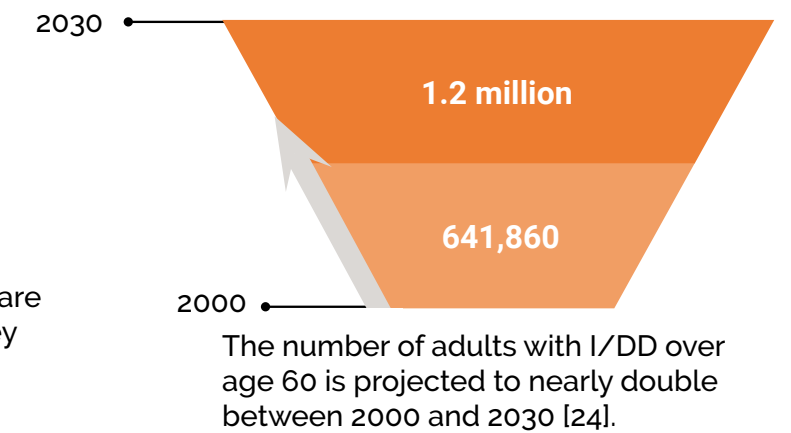 2030
1.2 million
641,860
are
2000
The number of adults with I/DD over
age 60 is projected to nearly double
between 2000 and 2030 [24].